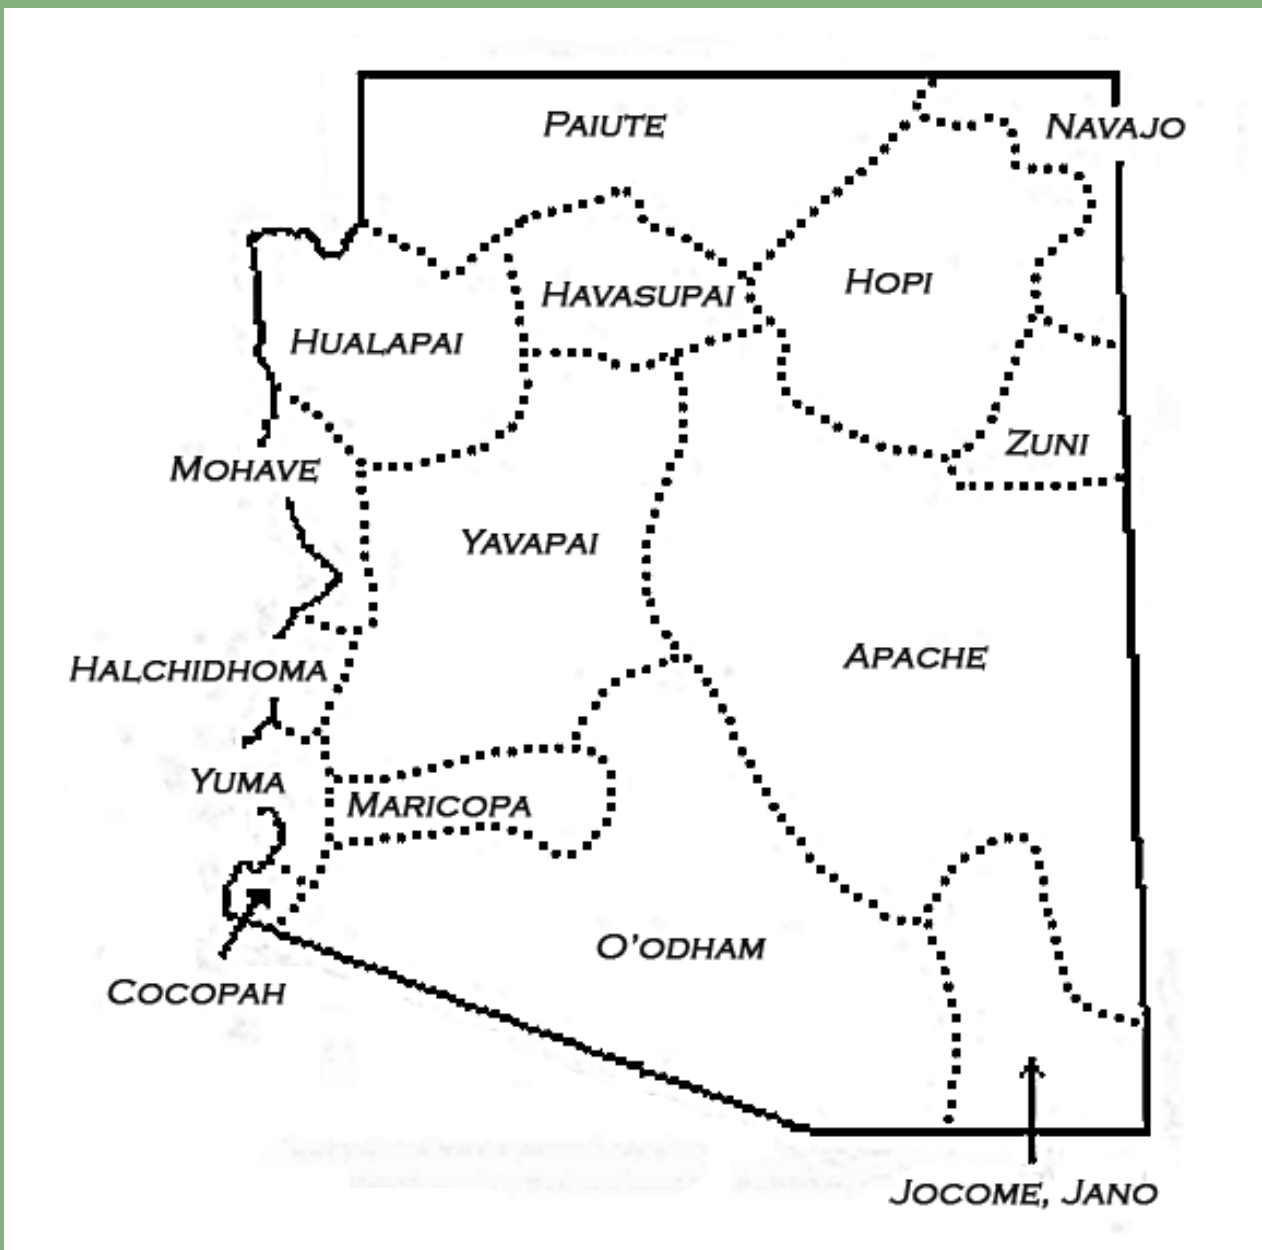 PAIUTE
NAVAJO
HOPI
HAVASUPAI
HUALAPAI
ZUNI
MOHAVE
YAVAPAI
APACHE
HALCHIDHOMA
YUMA
MARICOPA
O'ODHAM
COCOPAH
JOCOME, JANO